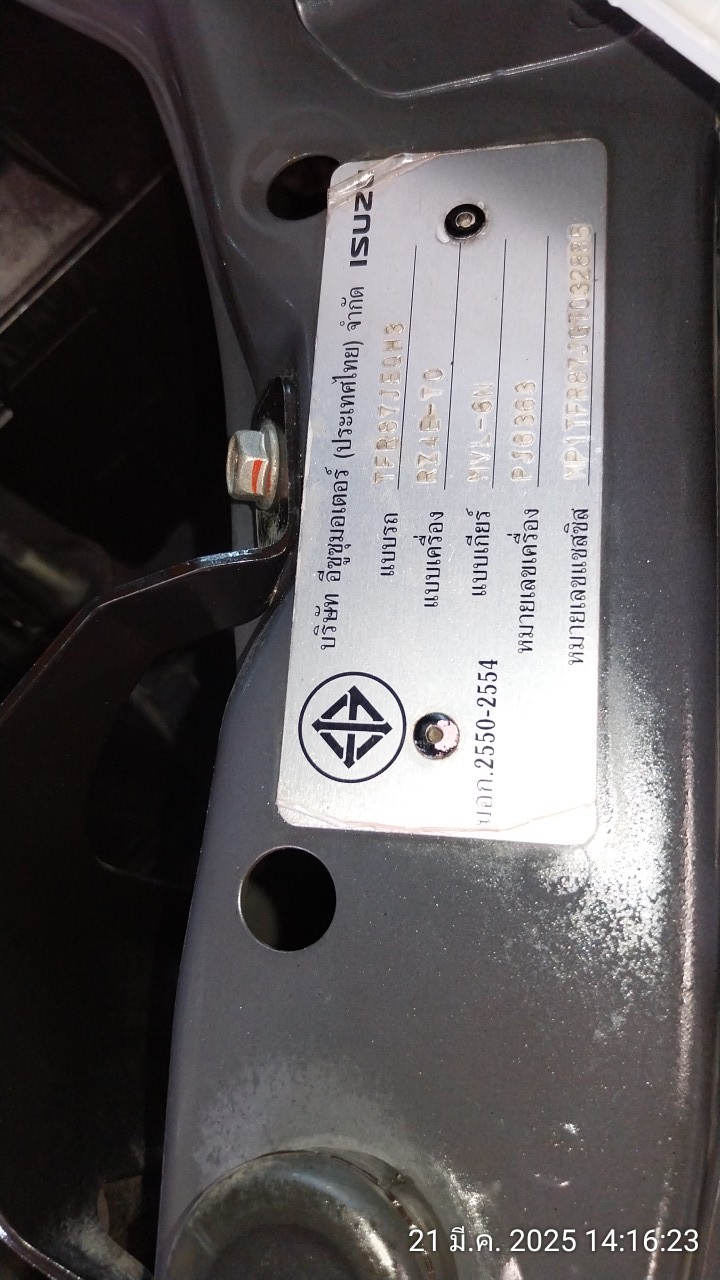 บริษัท อีซูซุมอเตอร์ (ประเทศไทย) จำกัด ISUZU
แบบรถ TFR87JEQH3
แบบเครื่อง RZ4E-TC
แบบเกียร์ MVL-6N
หมายเลขเครื่อง PJ8363
หมายเลขแชสซิส
มอก.2550-2554
21 มี.ค. 2025 14:16:23